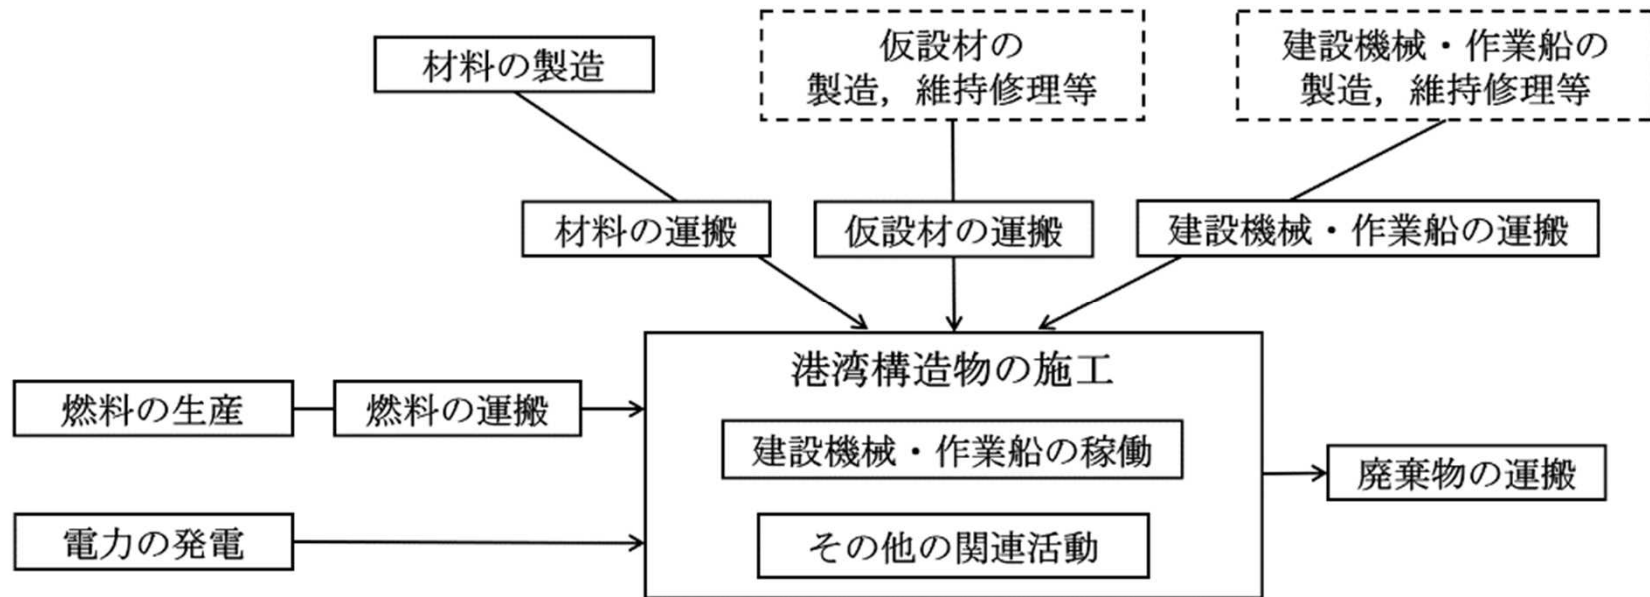 材料の製造
仮設材の
製造，維持修理等
建設機械・作業船の
製造，維持修理等
材料の運搬
仮設材の運搬
建設機械・作業船の運搬
港湾構造物の施工
燃料の生産
燃料の運搬
建設機械・作業船の稼働
廃棄物の運搬
電力の発電
その他の関連活動